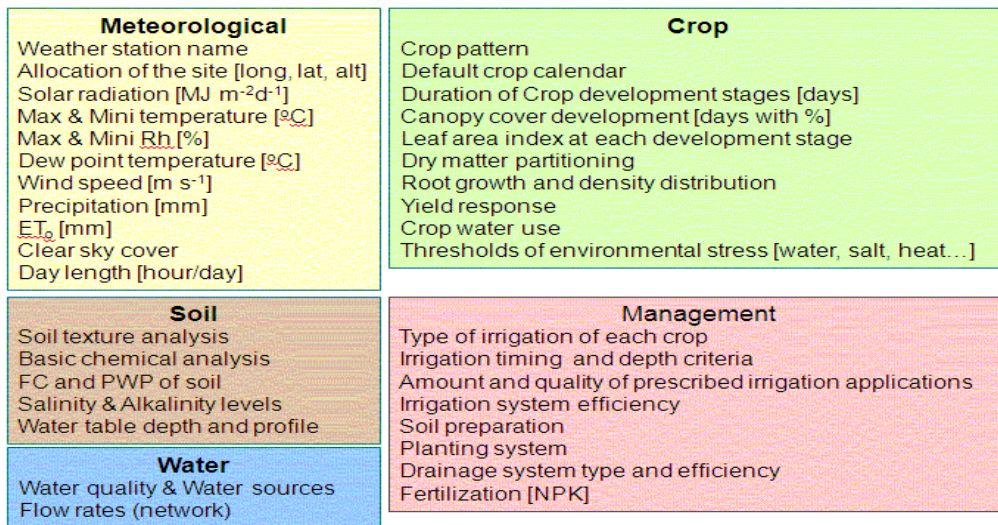 Meteorological
Weather station name
Allocation of the site [long, lat, alt]
Solar radiation [MJ m⁻²d⁻¹]
Max & Mini temperature [ºC]
Max & Mini Rh [%]
Dew point temperature [ºC]
Wind speed [m s⁻¹]
Precipitation [mm]
ET₀ [mm]
Clear sky cover
Day length [hour/day]
Crop
Crop pattern
Default crop calendar
Duration of Crop development stages [days]
Canopy cover development [days with %]
Leaf area index at each development stage
Dry matter partitioning
Root growth and density distribution
Yield response
Crop water use
Thresholds of environmental stress [water, salt, heat…]
Soil
Soil texture analysis
Basic chemical analysis
FC and PWP of soil
Salinity & Alkalinity levels
Water table depth and profile
Water
Water quality & Water sources
Flow rates (network)
Management
Type of irrigation of each crop
Irrigation timing and depth criteria
Amount and quality of prescribed irrigation applications
Irrigation system efficiency
Soil preparation
Planting system
Drainage system type and efficiency
Fertilization [NPK]